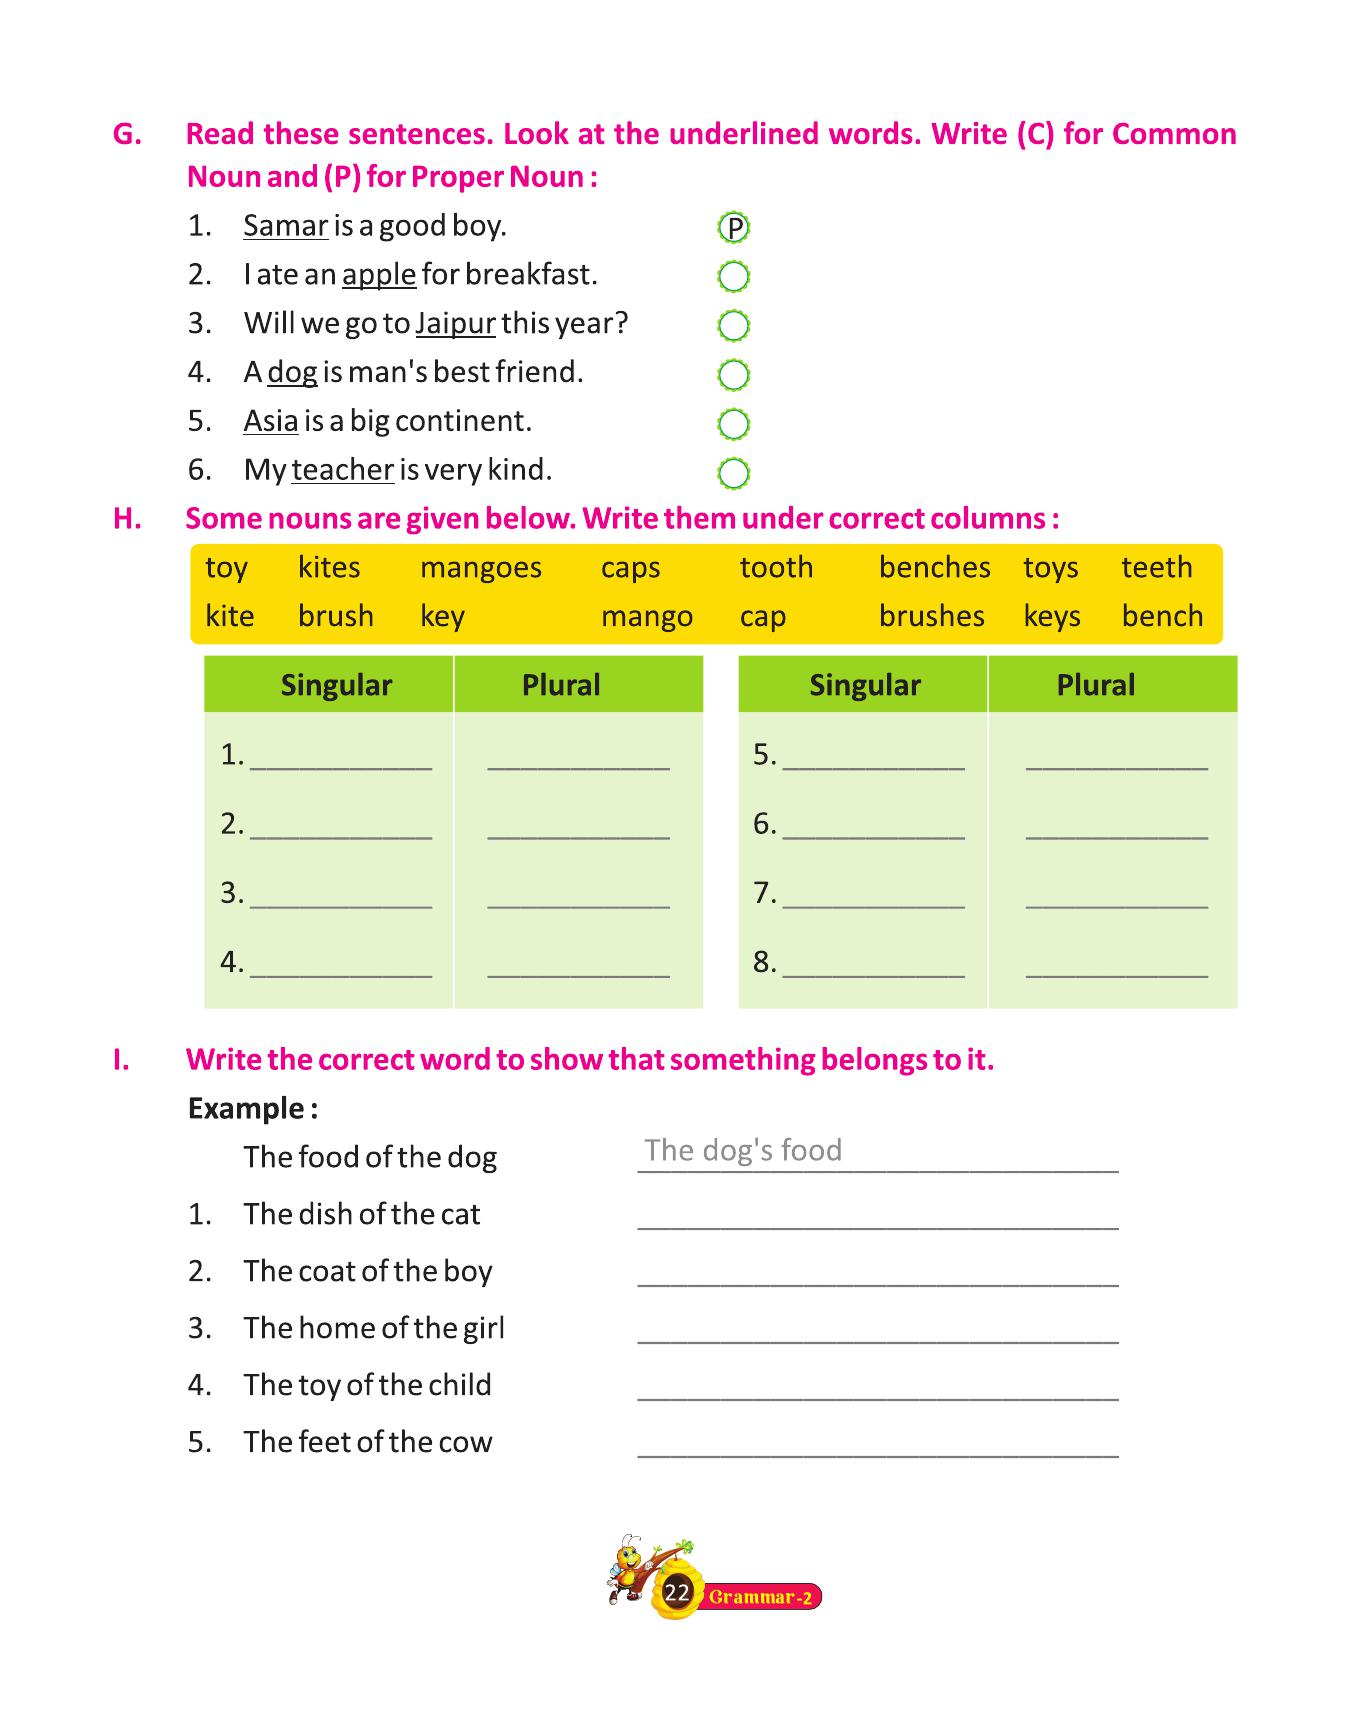 G. Read these sentences. Look at the underlined words. Write (C) for Common
Noun and (P) for Proper Noun :
1. Samar is a good boy. P
2. I ate an apple for breakfast.
3. Will we go to Jaipur this year?
4. A dog is man's best friend.
5. Asia is a big continent.
6. My teacher is very kind.
H. Some nouns are given below. Write them under correct columns :
toy kites mangoes caps tooth benches toys teeth
kite brush key mango cap brushes keys bench
Singular Plural Singular Plural
1. ____________ ____________ 5. ____________ ____________
2. ____________ ____________ 6. ____________ ____________
3. ____________ ____________ 7. ____________ ____________
4. ____________ ____________ 8. ____________ ____________
I. Write the correct word to show that something belongs to it.
Example :
The food of the dog The dog's food
1. The dish of the cat ____________
2. The coat of the boy ____________
3. The home of the girl ____________
4. The toy of the child ____________
5. The feet of the cow ____________
22 Grammar-2